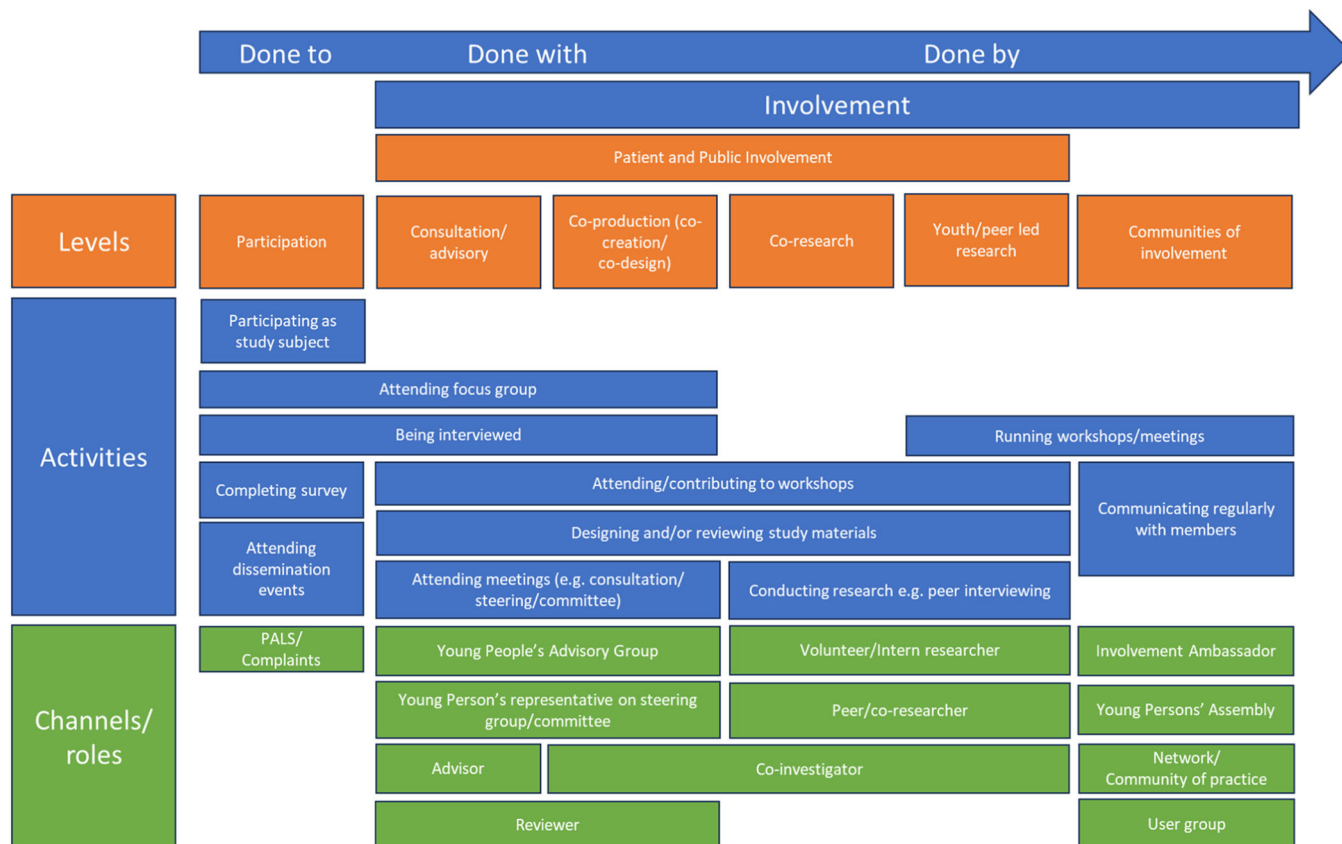 Done to
Done with
Done by
Involvement
Patient and Public Involvement
Levels
Participation
Consultation/
advisory
Co-production (co-
creation/
co-design)
Co-research
Youth/peer led
research
Communities of
involvement
Activities
Participating as
study subject
Attending focus group
Being interviewed
Running workshops/meetings
Completing survey
Attending/contributing to workshops
Communicating regularly
with members
Designing and/or reviewing study materials
Attending
dissemination
events
Attending meetings (e.g. consultation/
steering/committee)
Conducting research e.g. peer interviewing
Channels/
roles
PALS/
Complaints
Young People’s Advisory Group
Volunteer/Intern researcher
Involvement Ambassador
Young Person’s representative on steering
group/committee
Peer/co-researcher
Young Persons’ Assembly
Advisor
Co-investigator
Network/
Community of practice
Reviewer
User group